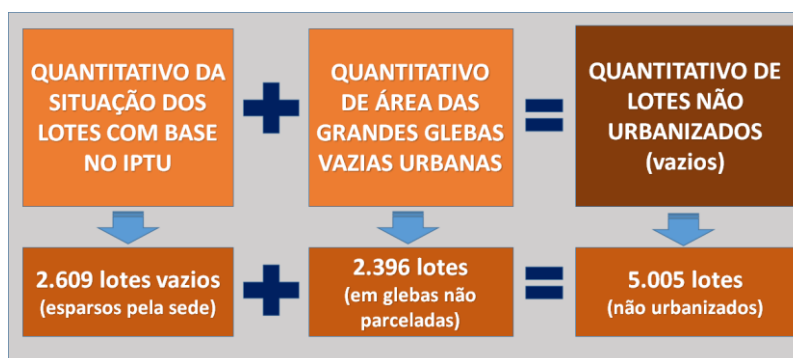 QUANTITATIVO DA
SITUAÇÃO DOS
LOTES COM BASE
NO IPTU
+
QUANTITATIVO
DE ÁREA DAS
GRANDES GLEBAS
VAZIAS URBANAS
=
QUANTITATIVO DE
LOTES NÃO
URBANIZADOS
(vazios)
2.609 lotes vazios
(esparsos pela sede)
+
2.396 lotes
(em glebas não
parceladas)
=
5.005 lotes
(não urbanizados)